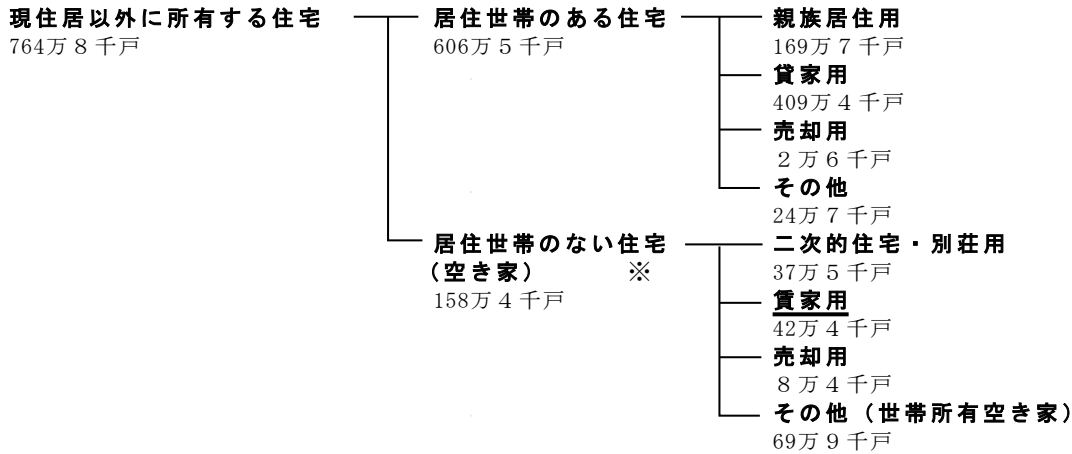 現住居以外に所有する住宅
764万８千戸
居住世帯のある住宅
606万５千戸
親族居住用
169万７千戸
貸家用
409万４千戸
売却用
２万６千戸
その他
24万７千戸
居住世帯のない住宅
(空き家) ※
158万４千戸
二次的住宅・別荘用
37万５千戸
賃家用
42万４千戸
売却用
８万４千戸
その他（世帯所有空き家）
69万９千戸